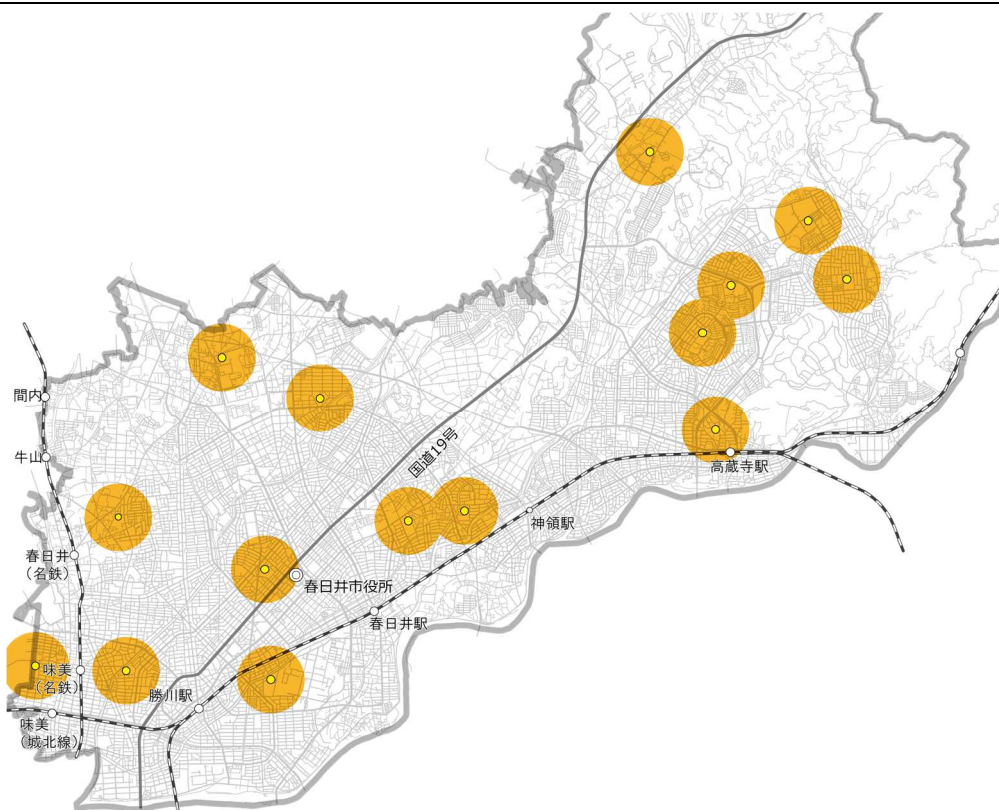 間内
牛山
国道19号
高蔵寺駅
神領駅
春日井
（名鉄）
春日井市役所
春日井駅
味美
（名鉄）
勝川駅
味美
（城北線）